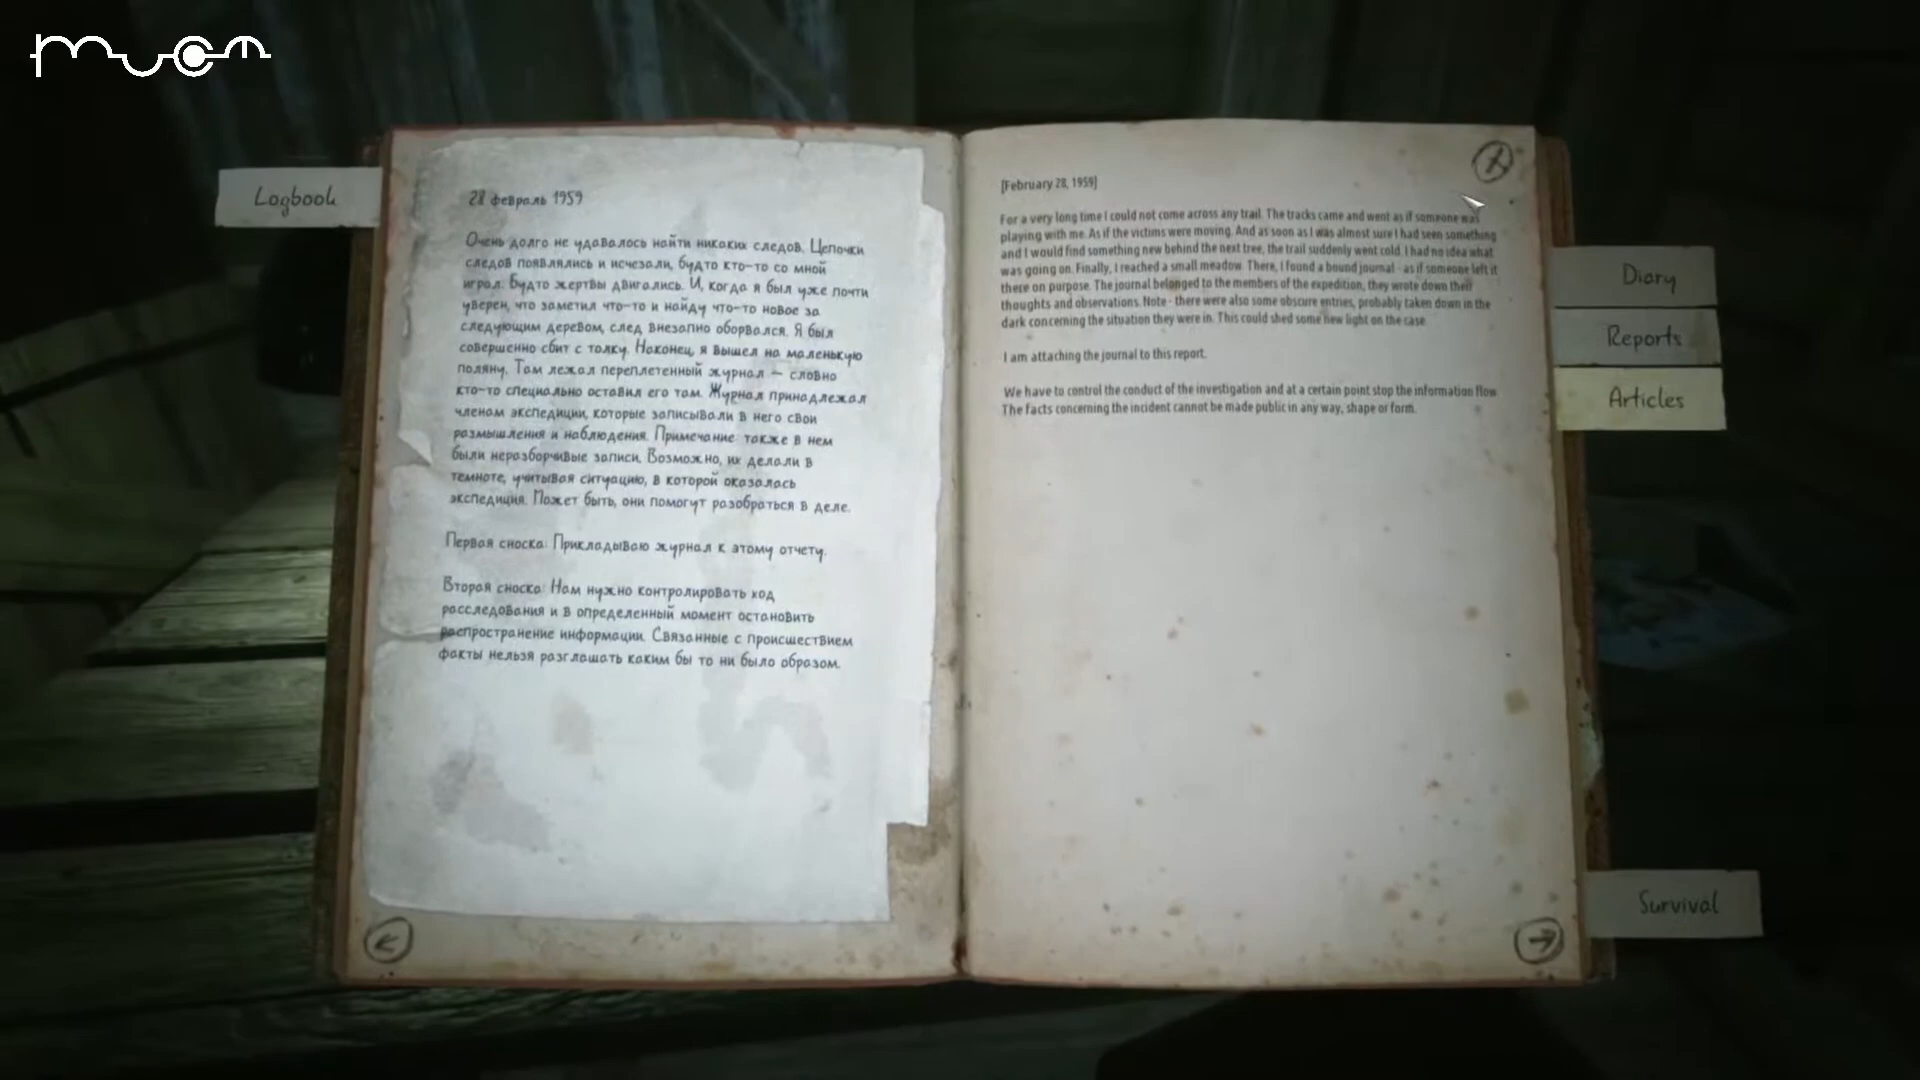 mucm
Logbook
28 февраль 1959
Очень долго не удавалось найти никаких следов. Цепочки
следов появлялись и исчезали, будто кто-то со мной
играл. Будто жертвы двигались. И, когда я был уже почти
уверен, что заметил что-то и найду что-то новое за
следующим деревом, след внезапно оборвался. Я был
совершенно сбит с толку. Наконец, я вышел на маленькую
поляну. Там лежал переплетенный журнал — словно
кто-то специально оставил его там. Журнал принадлежал
членам экспедиции, которые записывали в него свои
размышления и наблюдения. Примечание: также в нем
были неразборчивые записи. Возможно, их делали в
темноте, учитывая ситуацию, в которой оказалась
экспедиция. Может быть, они помогут разобраться в деле.
Первая сноска: Прикладываю журнал к этому отчету.
Вторая сноска: Нам нужно контролировать ход
расследования и в определенный момент остановить
распространение информации. Связанные с происшествием
факты нельзя разглашать каким бы то ни было образом.
[February 28, 1959]
For a very long time I could not come across any trail. The tracks came and went as if someone was
playing with me. As if the victims were moving. And as soon as I was almost sure I had seen something
and I would find something new behind the next tree, the trail suddenly went cold. I had no idea what
was going on. Finally, I reached a small meadow. There, I found a bound journal - as if someone left it
there on purpose. The journal belonged to the members of the expedition, they wrote down their
thoughts and observations. Note - there were also some obscure entries, probably taken down in the
dark concerning the situation they were in. This could shed some new light on the case.
I am attaching the journal to this report.
We have to control the conduct of the investigation and at a certain point stop the information flow.
The facts concerning the incident cannot be made public in any way, shape or form.
Diary
Reports
Articles
Survival